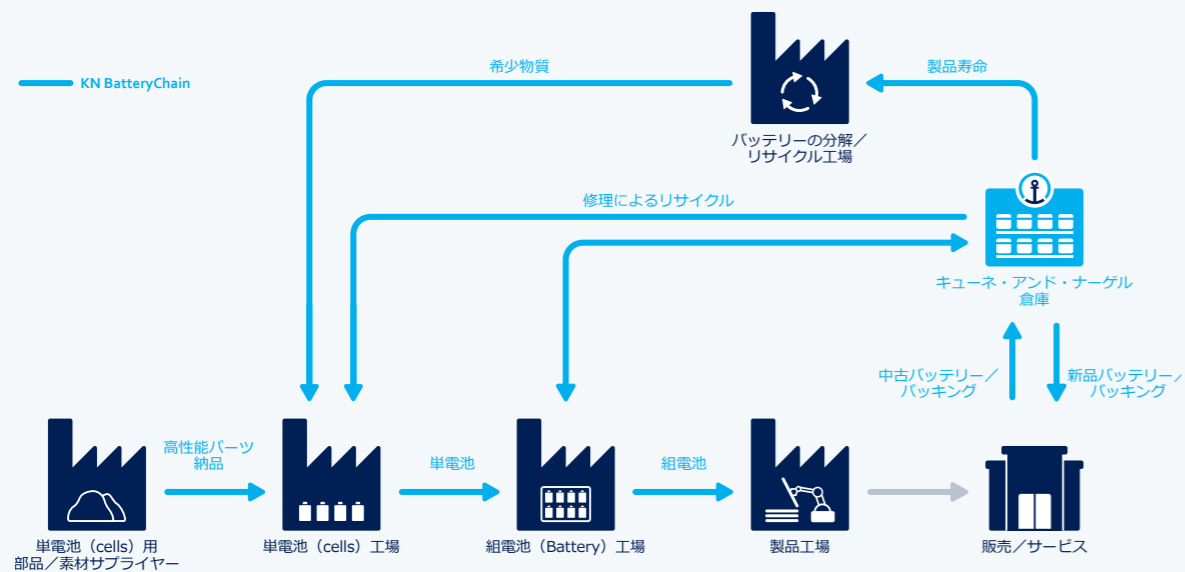 KN BatteryChain
希少物質
製品寿命
バッテリーの分解／
リサイクル工場
修理によるリサイクル
キューネ・アンド・ナーゲル
倉庫
中古バッテリー／
パッキング
新品バッテリー／
パッキング
高性能パーツ
納品
単電池
組電池
単電池（cells）用
部品／素材サプライヤー
単電池（cells）工場
組電池（Battery）工場
製品工場
販売／サービス